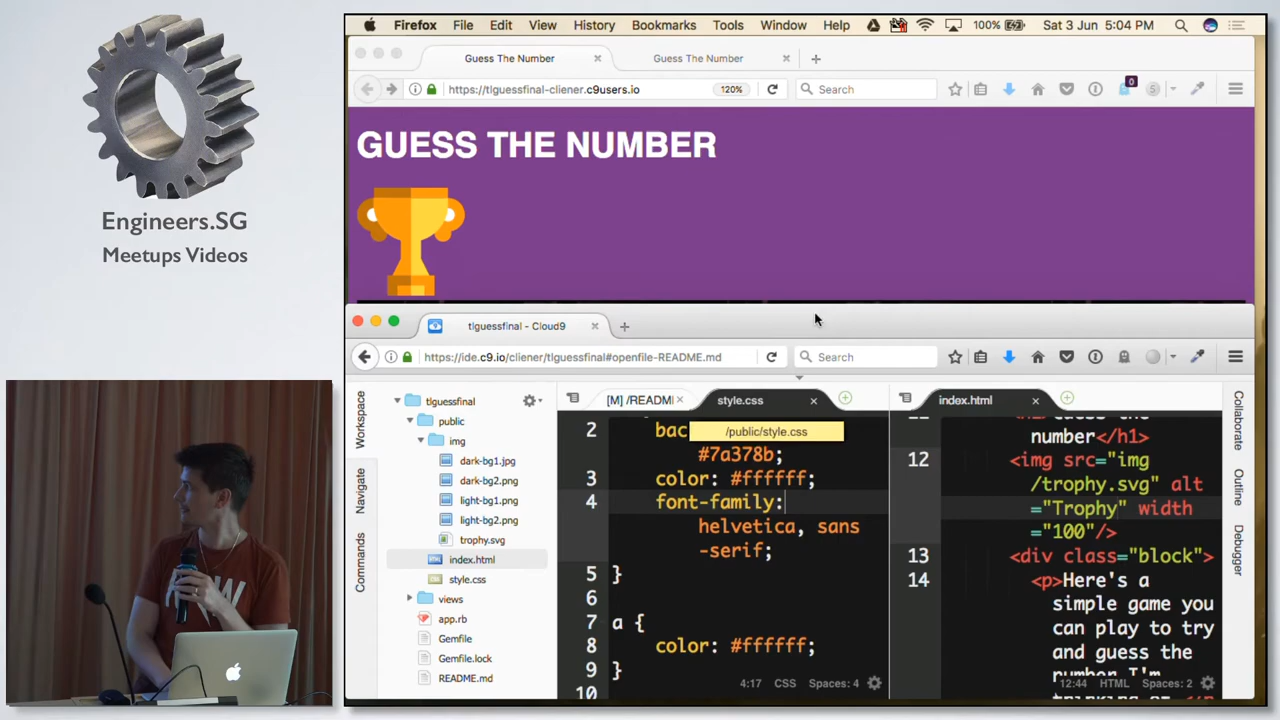 Engineers.SG
Meetups Videos
Firefox File Edit View History Bookmarks Tools Window Help 100% Sat 3 Jun 5:04 PM
Guess The Number
Guess The Number
https://tlguessfinal-cliener.c9users.io 120% Search 0
GUESS THE NUMBER
tlguessfinal - Cloud9
https://ide.c9.io/cliener/tlguessfinal#openfile-README.md Search
Workspace
Navigate
Commands
tlguessfinal
public
img
dark-bg1.jpg
dark-bg2.png
light-bg1.png
light-bg2.png
trophy.svg
index.html
style.css
views
app.rb
Gemfile
Gemfile.lock
README.md
[M] /READM
style.css
/public/style.css
2 bac
#7a378b;
3 color: #ffffff;
4 font-family:
helvetica, sans
-serif;
5 }
6
7 a {
8 color: #ffffff;
9 }
10
4:17 CSS Spaces: 4
index.html
number</h1>
12 <img src="img
/trophy.svg" alt
="Trophy" width
="100"/>
13 <div class="block">
14 <p>Here's a
simple game you
can play to try
and guess the
number I'm
12:44 HTML Spaces: 2
Collaborate
Outline
Debugger